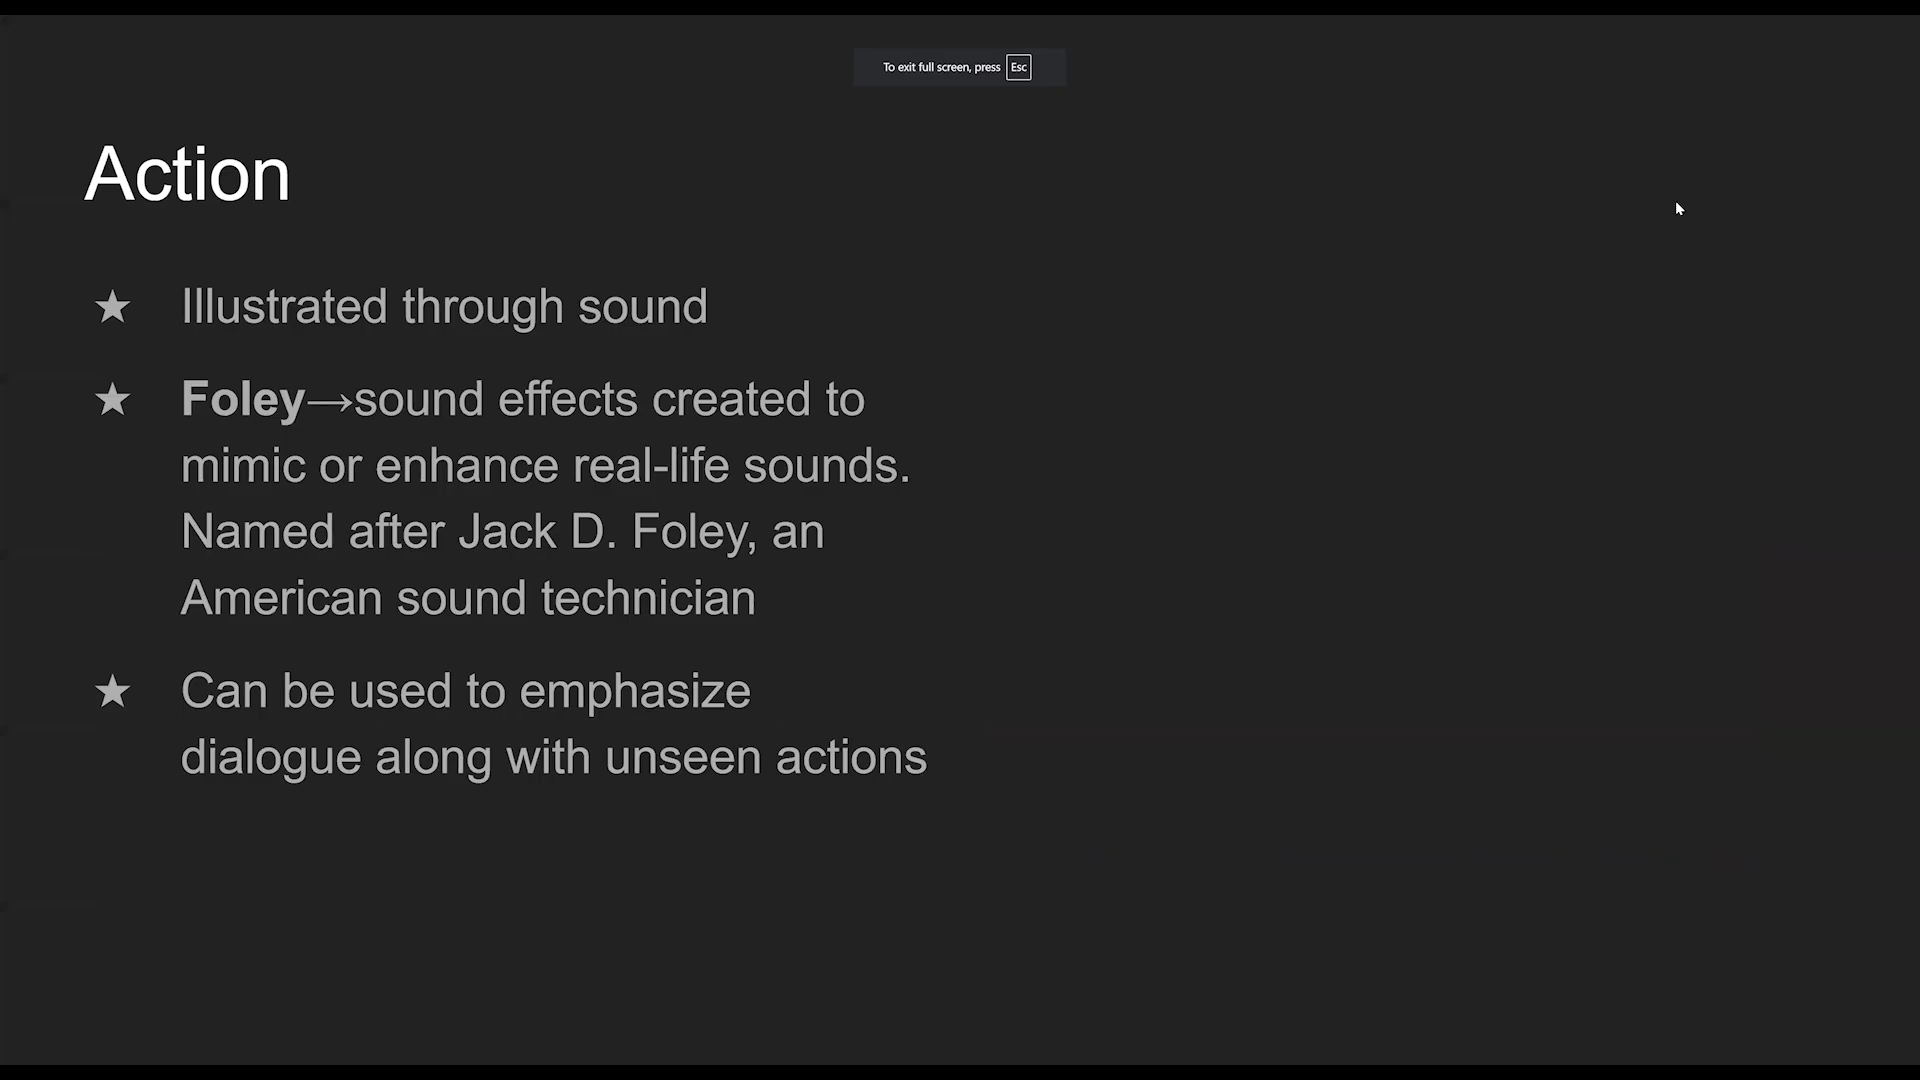 To exit full screen, press Esc
Action
★ Illustrated through sound
★ Foley→sound effects created to
mimic or enhance real-life sounds.
Named after Jack D. Foley, an
American sound technician
★ Can be used to emphasize
dialogue along with unseen actions